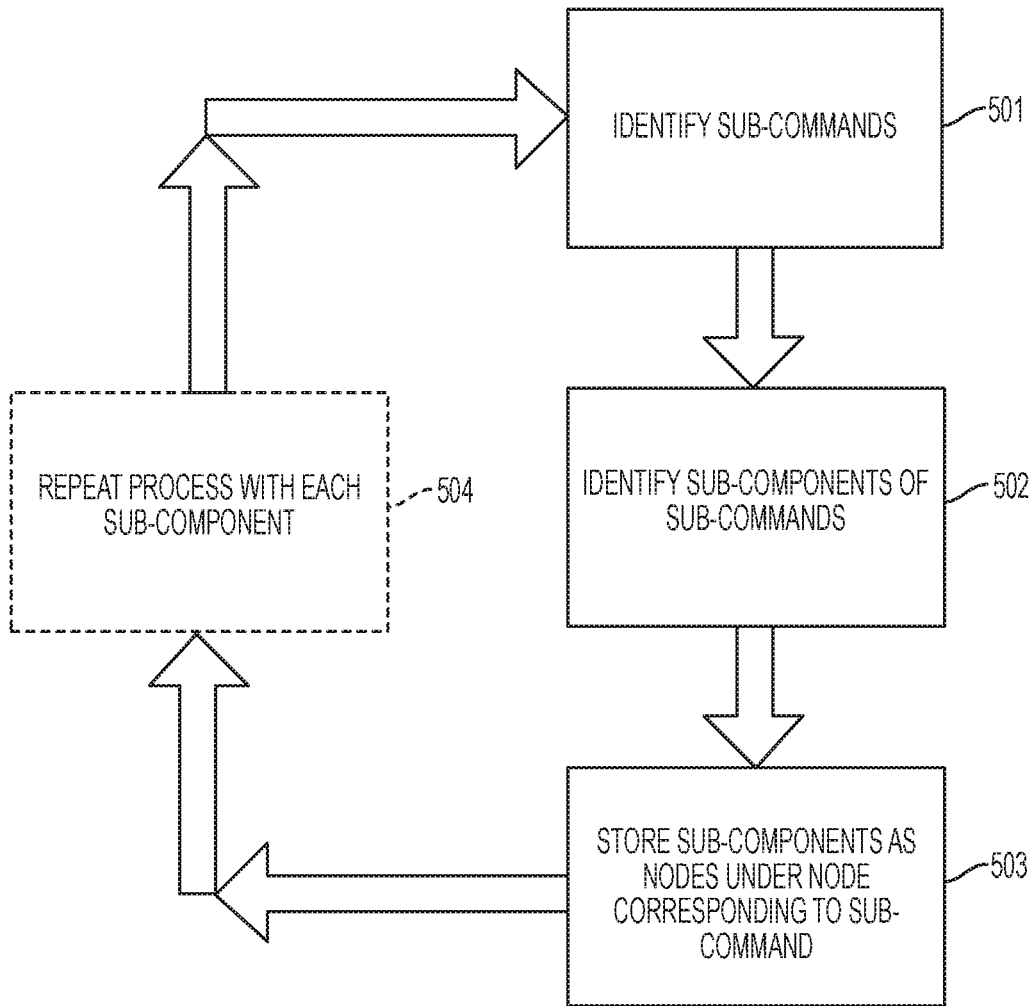 IDENTIFY SUB-COMMANDS
501
IDENTIFY SUB-COMPONENTS OF
SUB-COMMANDS
502
STORE SUB-COMPONENTS AS
NODES UNDER NODE
CORRESPONDING TO SUB-
COMMAND
503
REPEAT PROCESS WITH EACH
SUB-COMPONENT
504